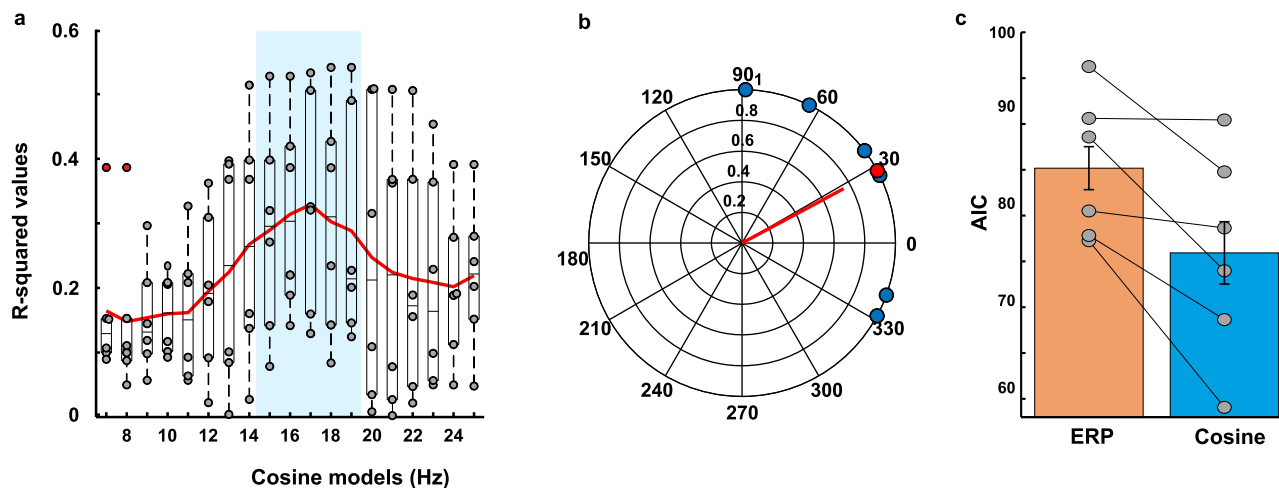 a
R-squared values
0.6
0.4
0.2
0
8 10 12 14 16 18 20 22 24
Cosine models (Hz)
b
90 1
120 60
0.8
0.6
150 30
0.4
0.2
180 0
210 330
240 300
270
c
AIC
100
90
80
70
60
ERP Cosine